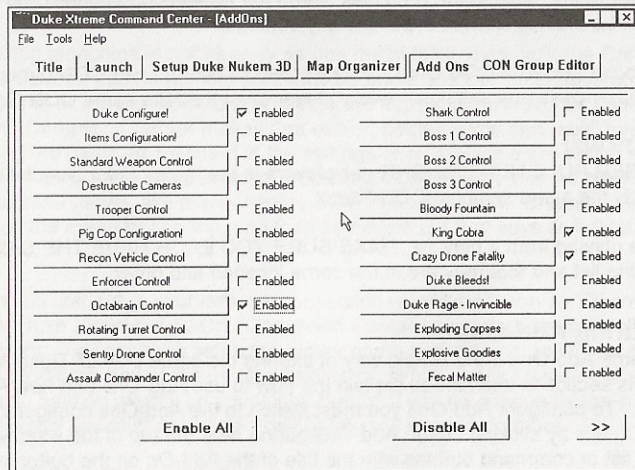 Duke Xtreme Command Center - [AddOns]
File Tools Help
Title Launch Setup Duke Nukem 3D Map Organizer Add Ons CON Group Editor
Duke Configure! Enabled Shark Control Enabled
Items Configuration! Enabled Boss 1 Control Enabled
Standard Weapon Control Enabled Boss 2 Control Enabled
Destructible Cameras Enabled Boss 3 Control Enabled
Trooper Control Enabled Bloody Fountain Enabled
Pig Cop Configuration! Enabled King Cobra Enabled
Recon Vehicle Control Enabled Crazy Drone Fatality Enabled
Enforcer Control! Enabled Duke Bleeds! Enabled
Octabrain Control Enabled Duke Rage - Invincible Enabled
Rotating Turret Control Enabled Exploding Corpses Enabled
Sentry Drone Control Enabled Explosive Goodies Enabled
Assault Commander Control Enabled Fecal Matter Enabled
Enable All Disable All >>